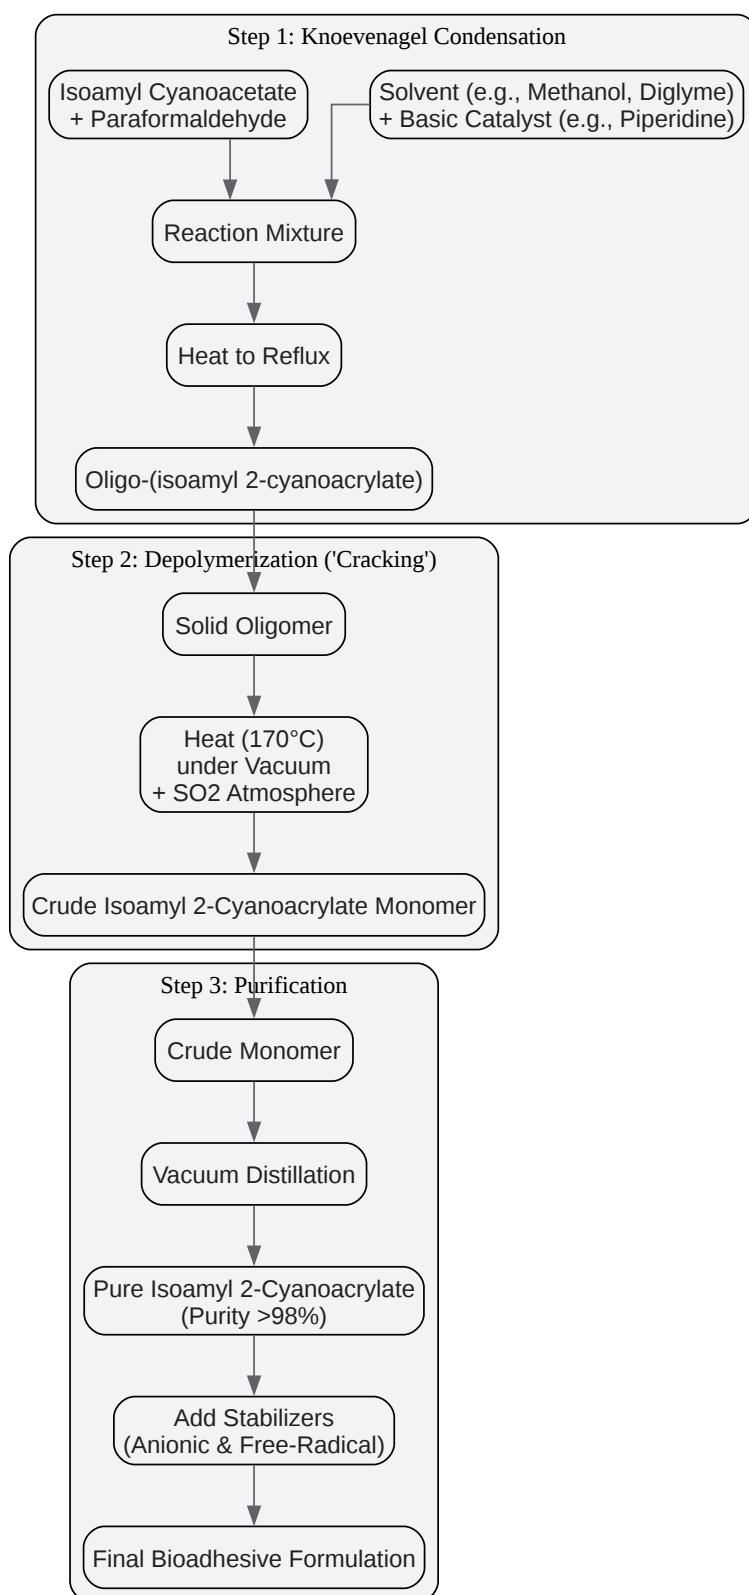 Step 1: Knoevenagel Condensation
Isoamyl Cyanoacetate
+ Paraformaldehyde
Solvent (e.g., Methanol, Diglyme)
+ Basic Catalyst (e.g., Piperidine)
Reaction Mixture
Heat to Reflux
Oligo-(isoamyl 2-cyanoacrylate)
Step 2: Depolymerization ('Cracking')
Solid Oligomer
Heat (170°C)
under Vacuum
+ SO2 Atmosphere
Crude Isoamyl 2-Cyanoacrylate Monomer
Step 3: Purification
Crude Monomer
Vacuum Distillation
Pure Isoamyl 2-Cyanoacrylate
(Purity >98%)
Add Stabilizers
(Anionic & Free-Radical)
Final Bioadhesive Formulation